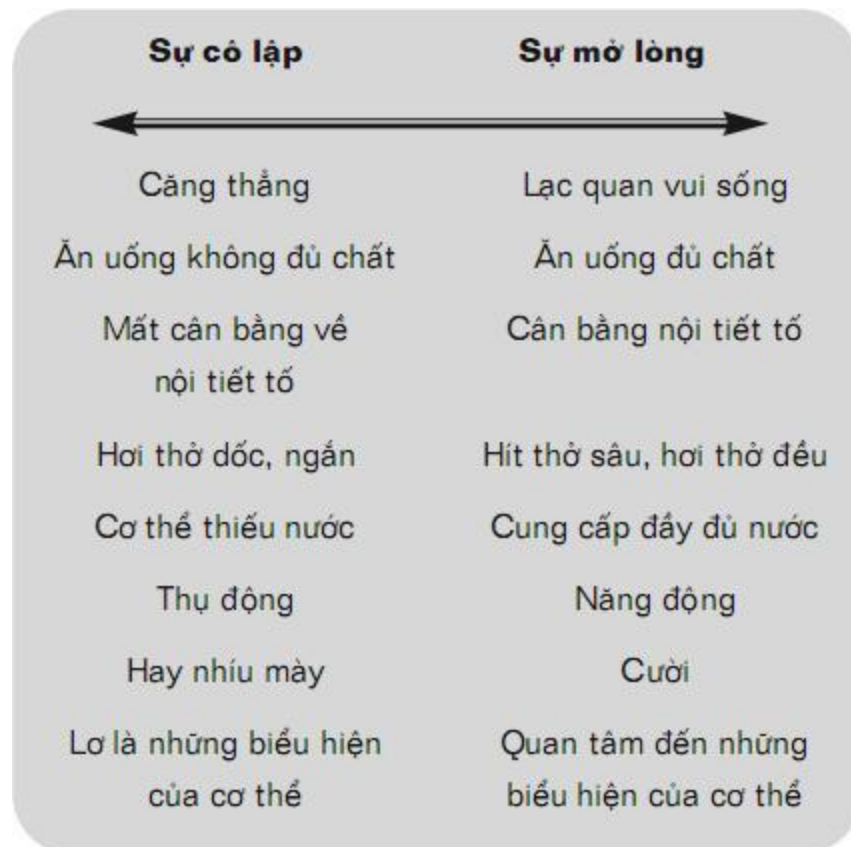 Sự cô lập Sự mở lòng
Căng thẳng Lạc quan vui sống
Ăn uống không đủ chất Ăn uống đủ chất
Mất cân bằng về Cân bằng nội tiết tố
nội tiết tố
Hơi thở dốc, ngắn Hít thở sâu, hơi thở đều
Cơ thể thiếu nước Cung cấp đầy đủ nước
Thụ động Năng động
Hay nhíu mày Cười
Lơ là những biểu hiện Quan tâm đến những
của cơ thể biểu hiện của cơ thể